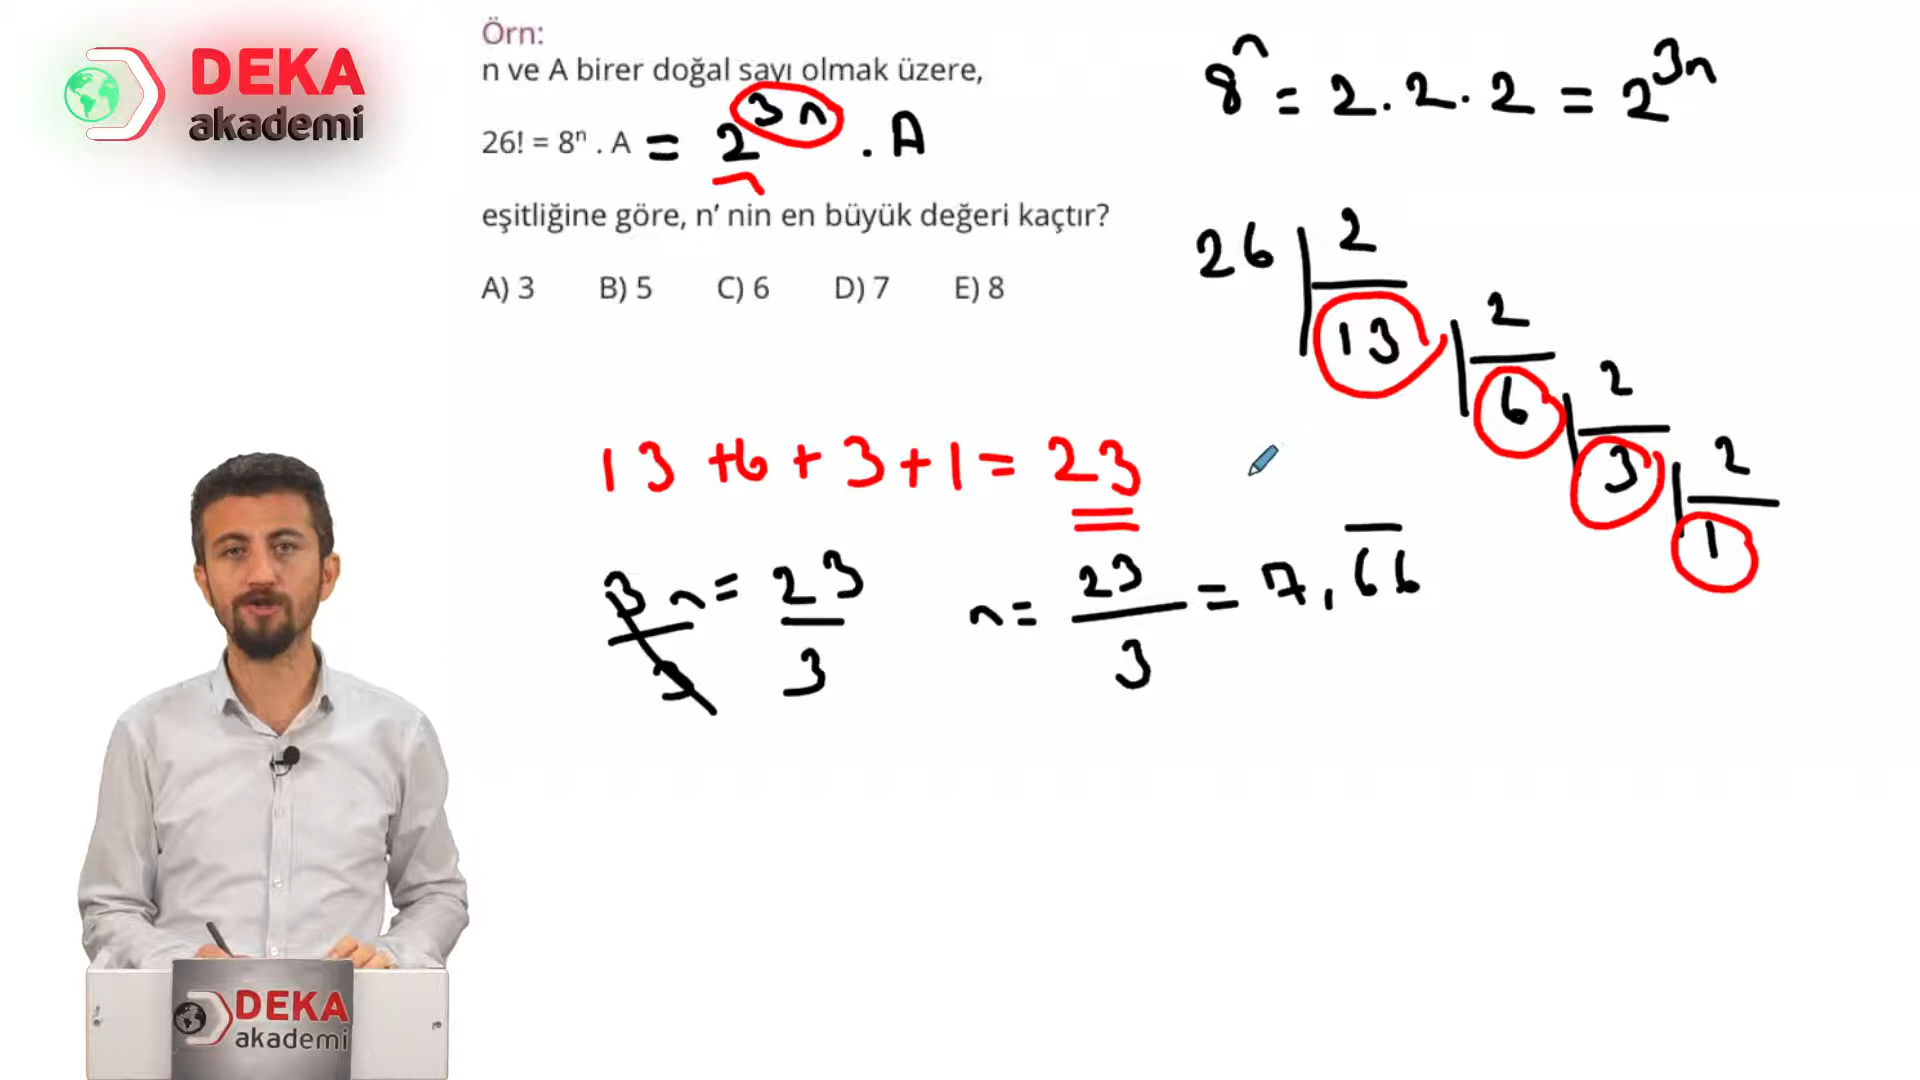 DEKA
akademi
Örn:
n ve A birer doğal sayı olmak üzere,
26! = 8ⁿ . A = 2³ⁿ . A
eşitliğine göre, n’ nin en büyük değeri kaçtır?
A) 3 B) 5 C) 6 D) 7 E) 8
8ⁿ = 2 . 2 . 2 = 2³ⁿ
26 2
13 2
6 2
3 2
1
13 + 6 + 3 + 1 = 23
3n = 23
3 3
n = 23 = 7,66
3
DEKA
akademi